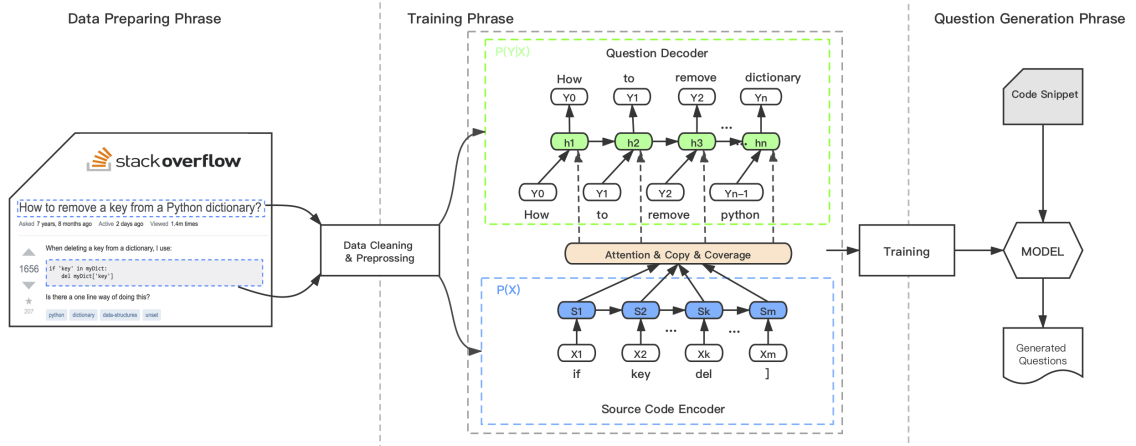 Data Preparing Phrase
Training Phrase
Question Generation Phrase
stackoverflow
How to remove a key from a Python dictionary?
Asked 7 years, 8 months ago Active 2 days ago Viewed 1.4m times
When deleting a key from a dictionary, I use:
1656
if 'key' in myDict:
del myDict['key']
Is there a one line way of doing this?
207
python dictionary data-structures unset
Data Cleaning
& Preprossing
P(Y|X)
Question Decoder
How to remove dictionary
Y0 Y1 Y2 Yn
...
h1 h2 h3 ... hn
Y0 Y1 Y2 Yn-1
How to remove python
Attention & Copy & Coverage
P(X)
S1 S2 Sk Sm
... ...
X1 X2 Xk Xm
if key del ]
Source Code Encoder
Training
Code Snippet
MODEL
Generated
Questions